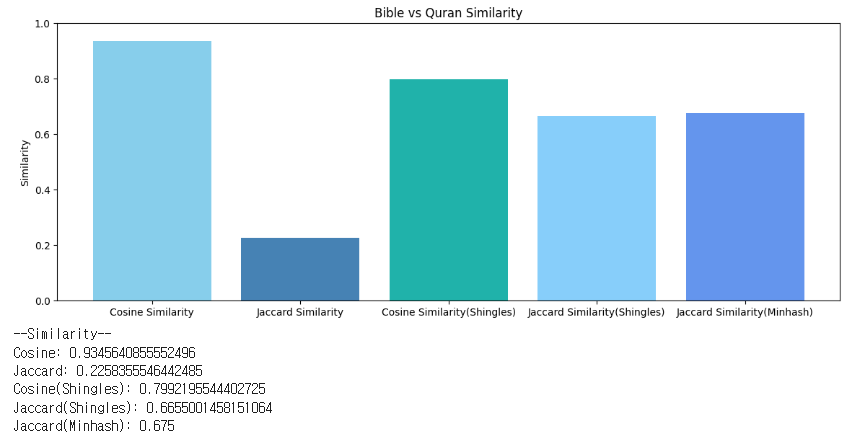 Bible vs Quran Similarity
1.0
0.8
0.6
0.4
0.2
0.0
Similarity
Cosine Similarity
Jaccard Similarity
Cosine Similarity(Shingles)
Jaccard Similarity(Shingles)
Jaccard Similarity(Minhash)
--Similarity--
Cosine: 0.9345640855552496
Jaccard: 0.2258355546442485
Cosine(Shingles): 0.7992195544402725
Jaccard(Shingles): 0.6655001458151064
Jaccard(Minhash): 0.675